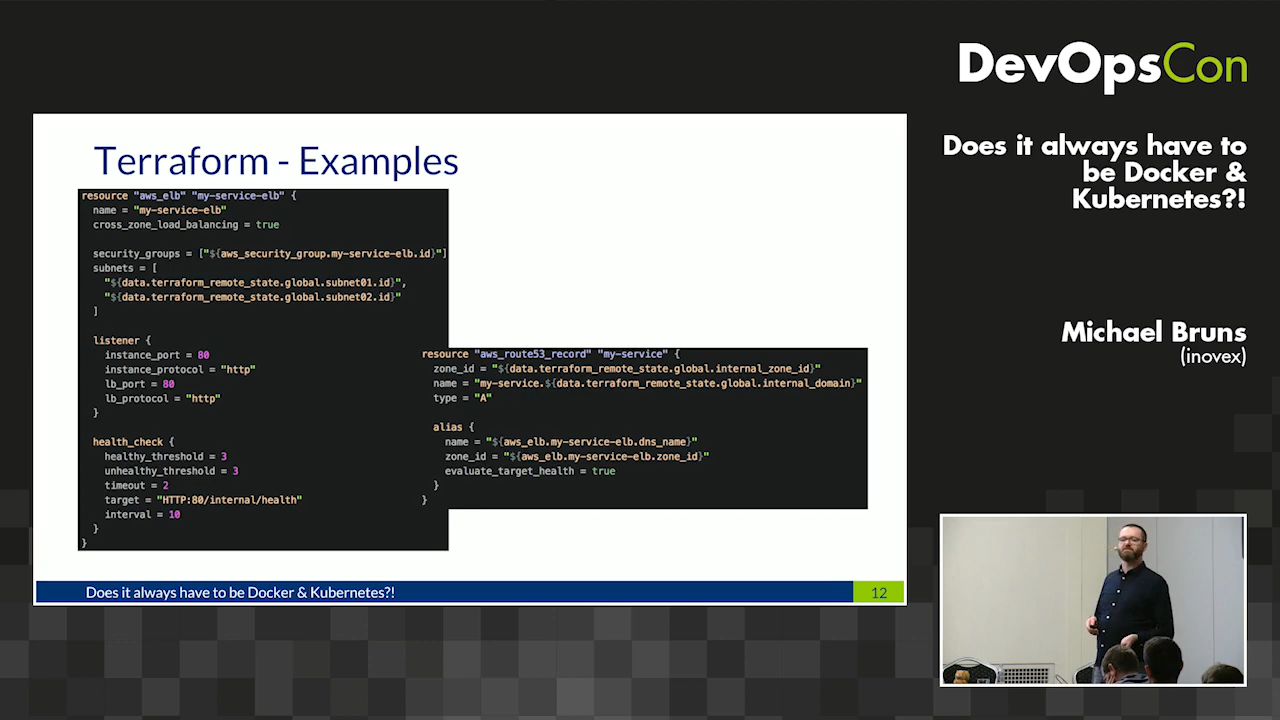 DevOpsCon
Does it always have to
be Docker &
Kubernetes?!
Michael Bruns
(inovex)
Terraform - Examples
resource "aws_elb" "my-service-elb" {
name = "my-service-elb"
cross_zone_load_balancing = true
security_groups = ["${aws_security_group.my-service-elb.id}"]
subnets = [
"${data.terraform_remote_state.global.subnet01.id}",
"${data.terraform_remote_state.global.subnet02.id}"
]
listener {
instance_port = 80
instance_protocol = "http"
lb_port = 80
lb_protocol = "http"
}
health_check {
healthy_threshold = 3
unhealthy_threshold = 3
timeout = 2
target = "HTTP:80/internal/health"
interval = 10
}
}
resource "aws_route53_record" "my-service" {
zone_id = "${data.terraform_remote_state.global.internal_zone_id}"
name = "my-service.${data.terraform_remote_state.global.internal_domain}"
type = "A"
alias {
name = "${aws_elb.my-service-elb.dns_name}"
zone_id = "${aws_elb.my-service-elb.zone_id}"
evaluate_target_health = true
}
}
Does it always have to be Docker & Kubernetes?!
12